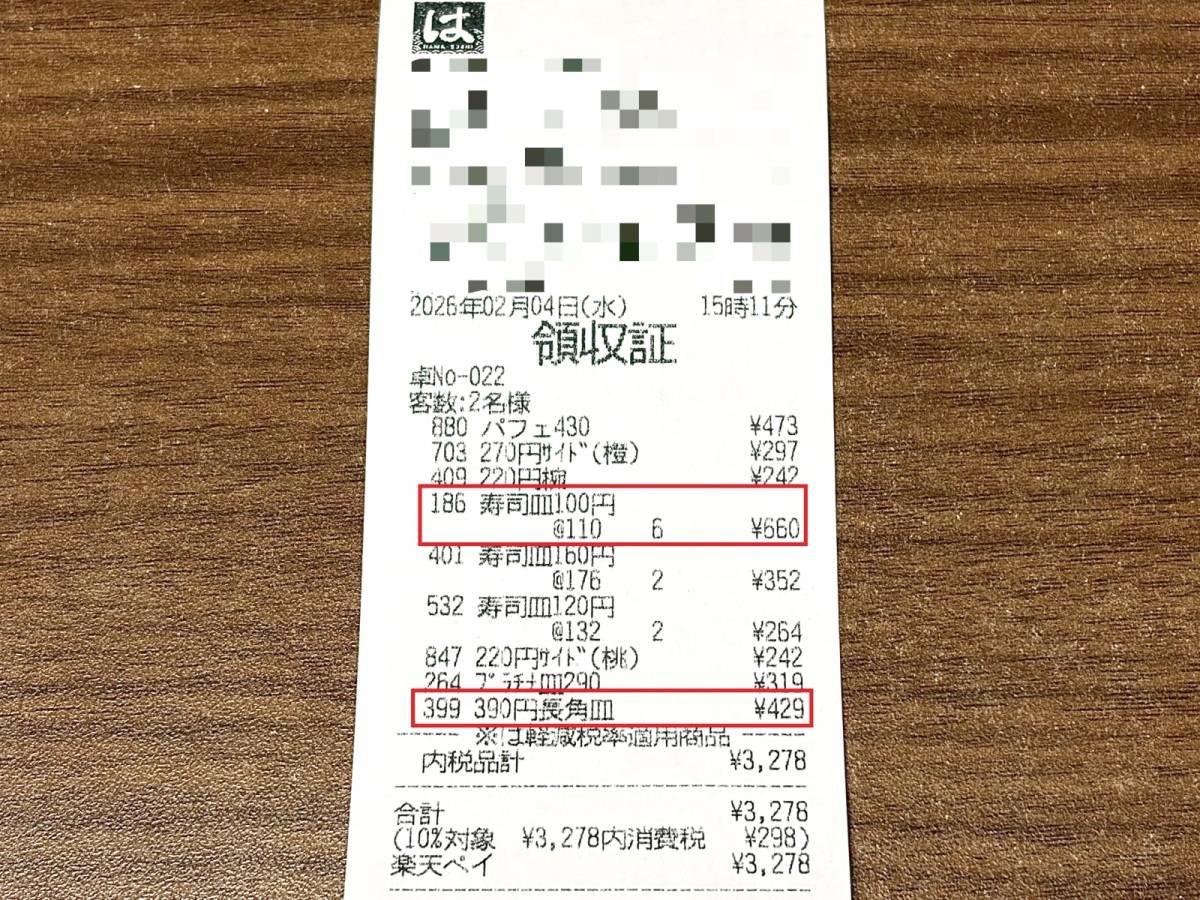 は
HAMA-SUSHI
2026年02月04日(水) 15時11分
領収証
卓No-022
客数:2名様
880 パフェ430 ¥473
703 270円ｻｲﾄﾞ(橙) ¥297
409 220円椀 ¥242
186 寿司皿100円
@110 6 ¥660
401 寿司皿160円
@176 2 ¥352
532 寿司皿120円
@132 2 ¥264
847 220円ｻｲﾄﾞ(桃) ¥242
264 ﾌﾟﾗﾁﾅ皿290 ¥319
399 390円長角皿 ¥429
※は軽減税率適用商品
内税品計 ¥3,278
合計 ¥3,278
(10%対象 ¥3,278内消費税 ¥298)
楽天ペイ ¥3,278